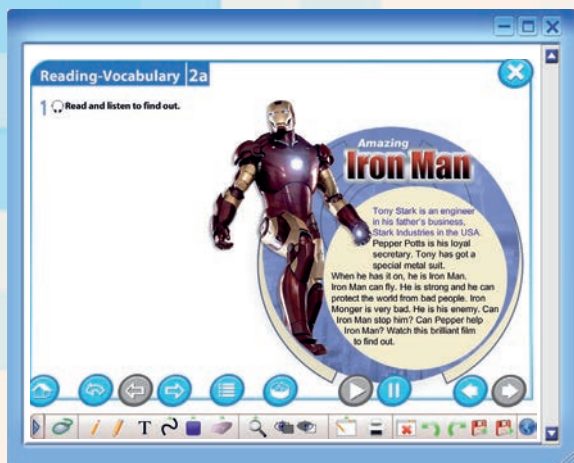 Reading-Vocabulary 2a
1 Read and listen to find out.
Amazing
Iron Man
Tony Stark is an engineer
in his father's business,
Stark Industries in the USA.
Pepper Potts is his loyal
secretary. Tony has got a
special metal suit.
When he has it on, he is Iron Man.
Iron Man can fly. He is strong and he can
protect the world from bad people. Iron
Monger is very bad. He is his enemy. Can
Iron Man stop him? Can Pepper help
Iron Man? Watch this brilliant film
to find out.
T